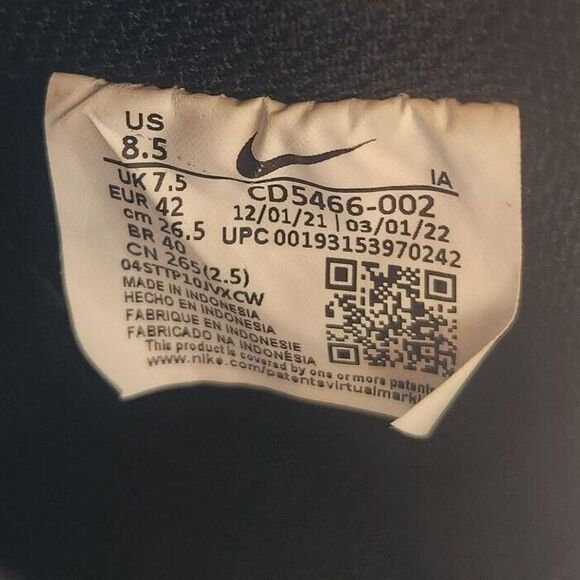 US
8.5
IA
UK 7.5
EUR 42
cm 26.5
BR 40
CN 265(2.5)
CD5466-002
12/01/21 03/01/22
UPC 00193153970242
04STTP10JVXCW
MADE IN INDONESIA
HECHO EN INDONESIA
FABRIQUE EN INDONESIE
FABRICADO NA INDONÉSIA
This product is covered by one or more patents
www.nike.com/patentsvirtualmark